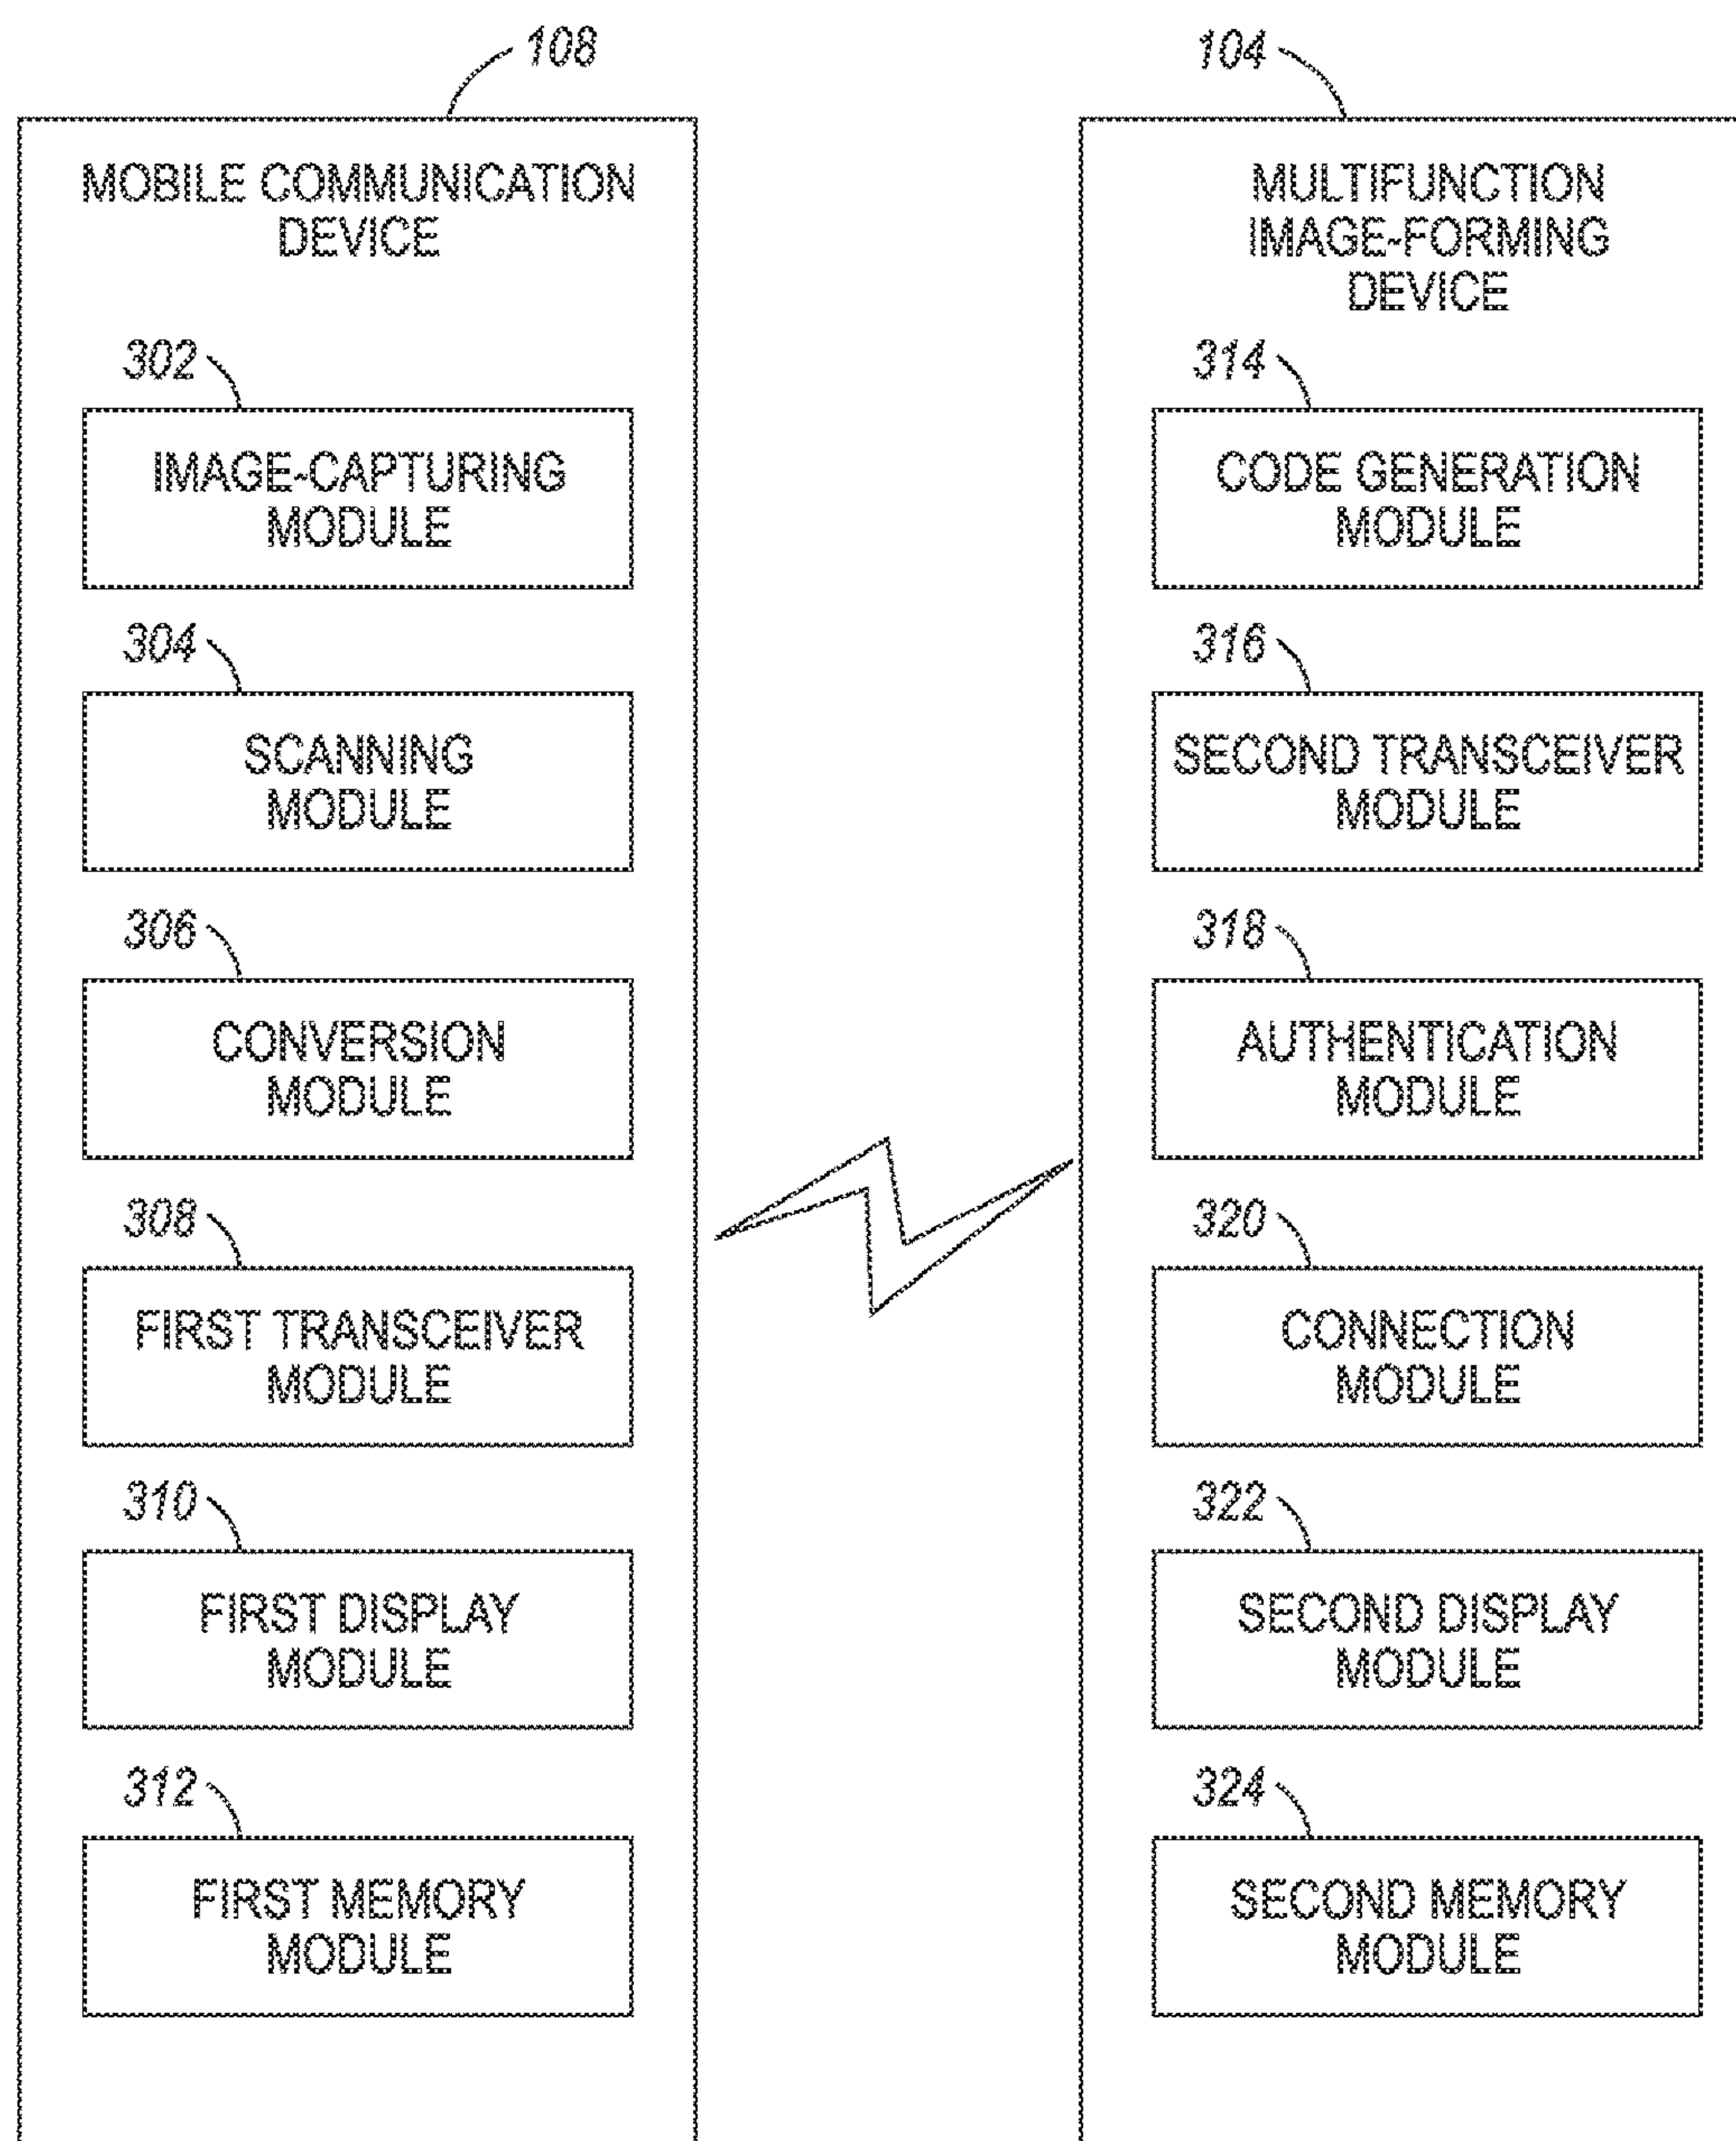 108
MOBILE COMMUNICATION
DEVICE
302
IMAGE-CAPTURING
MODULE
304
SCANNING
MODULE
306
CONVERSION
MODULE
308
FIRST TRANSCEIVER
MODULE
310
FIRST DISPLAY
MODULE
312
FIRST MEMORY
MODULE
104
MULTIFUNCTION
IMAGE-FORMING
DEVICE
314
CODE GENERATION
MODULE
316
SECOND TRANSCEIVER
MODULE
318
AUTHENTICATION
MODULE
320
CONNECTION
MODULE
322
SECOND DISPLAY
MODULE
324
SECOND MEMORY
MODULE